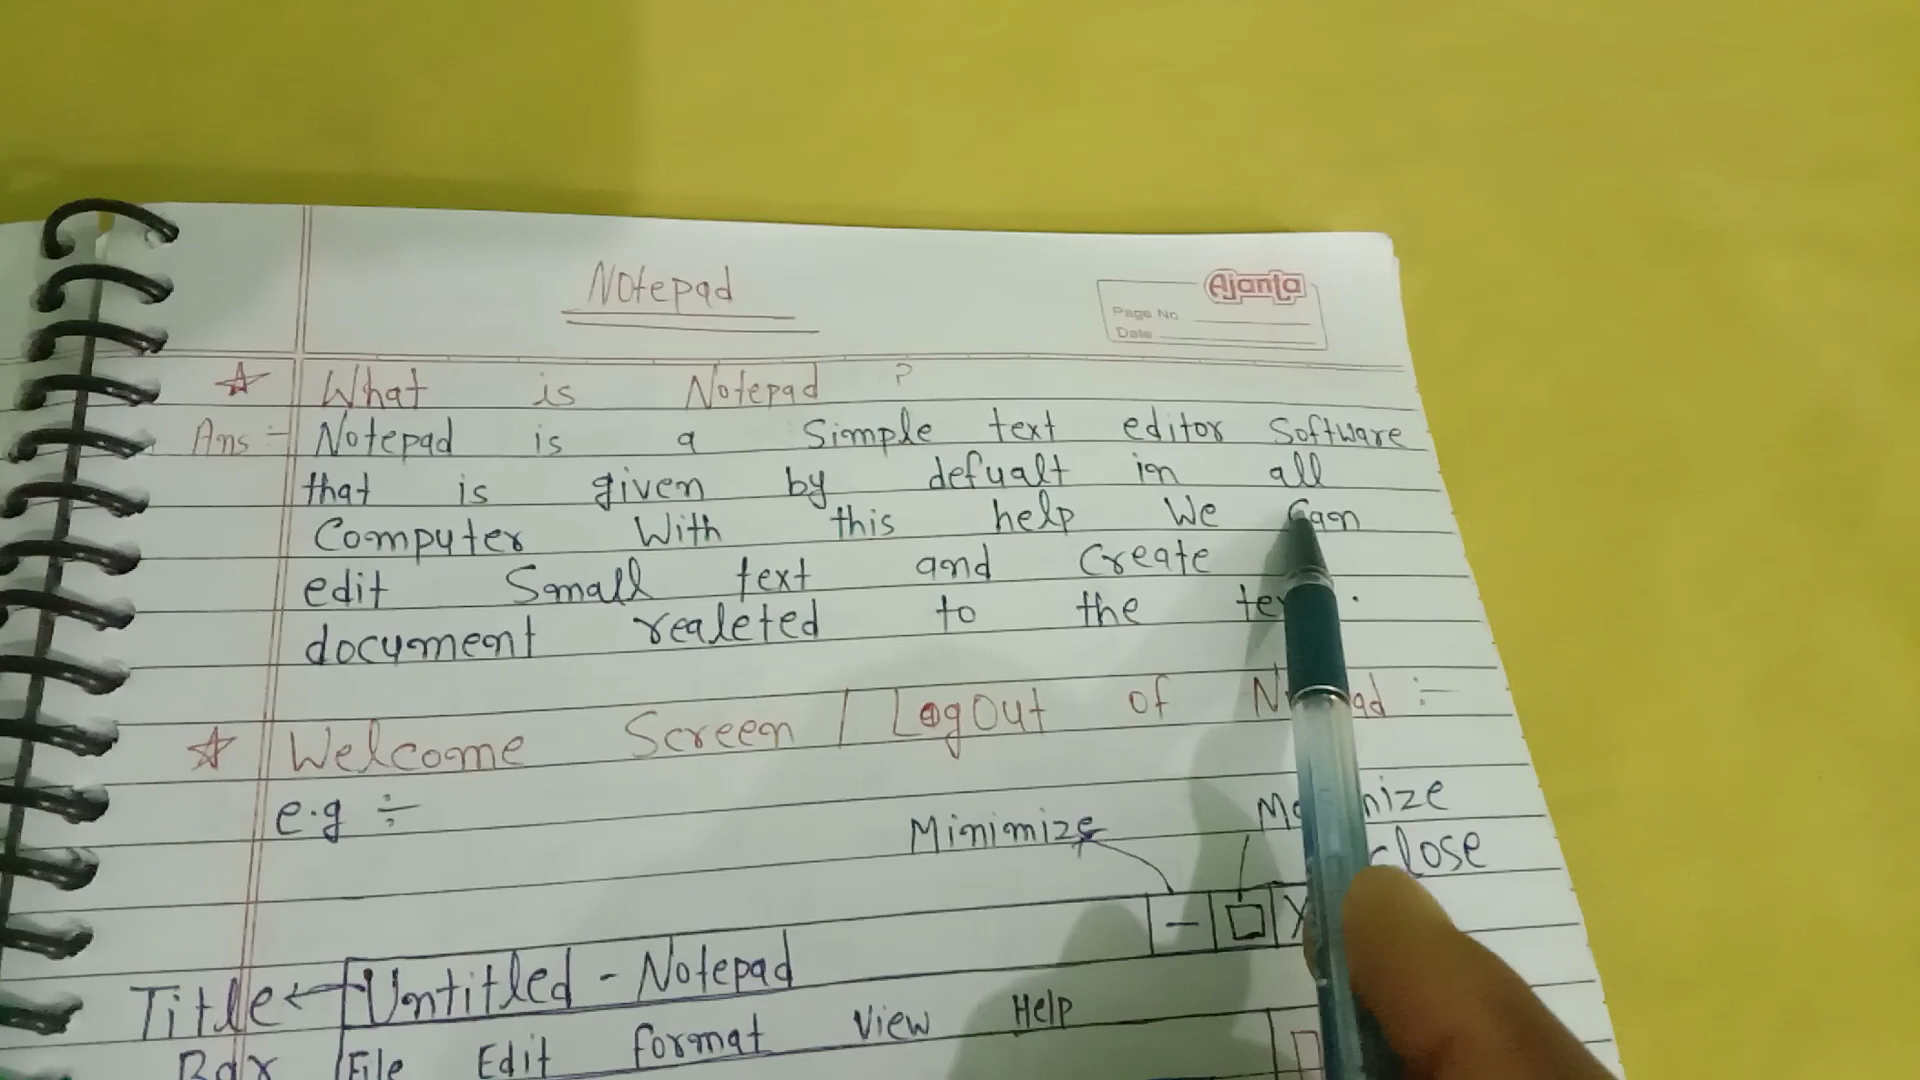 Notepad
Ajanta
Page No
Date
What is Notepad ?
Ans :- Notepad is a Simple text editor Software
that is given by defualt in all
Computer With this help We Can
edit Small text and Create
document realeted to the
Welcome Screen / LogOut of :-
e.g ÷
Minimize
close
Title ← Untitled - Notepad
Bar File Edit format View Help